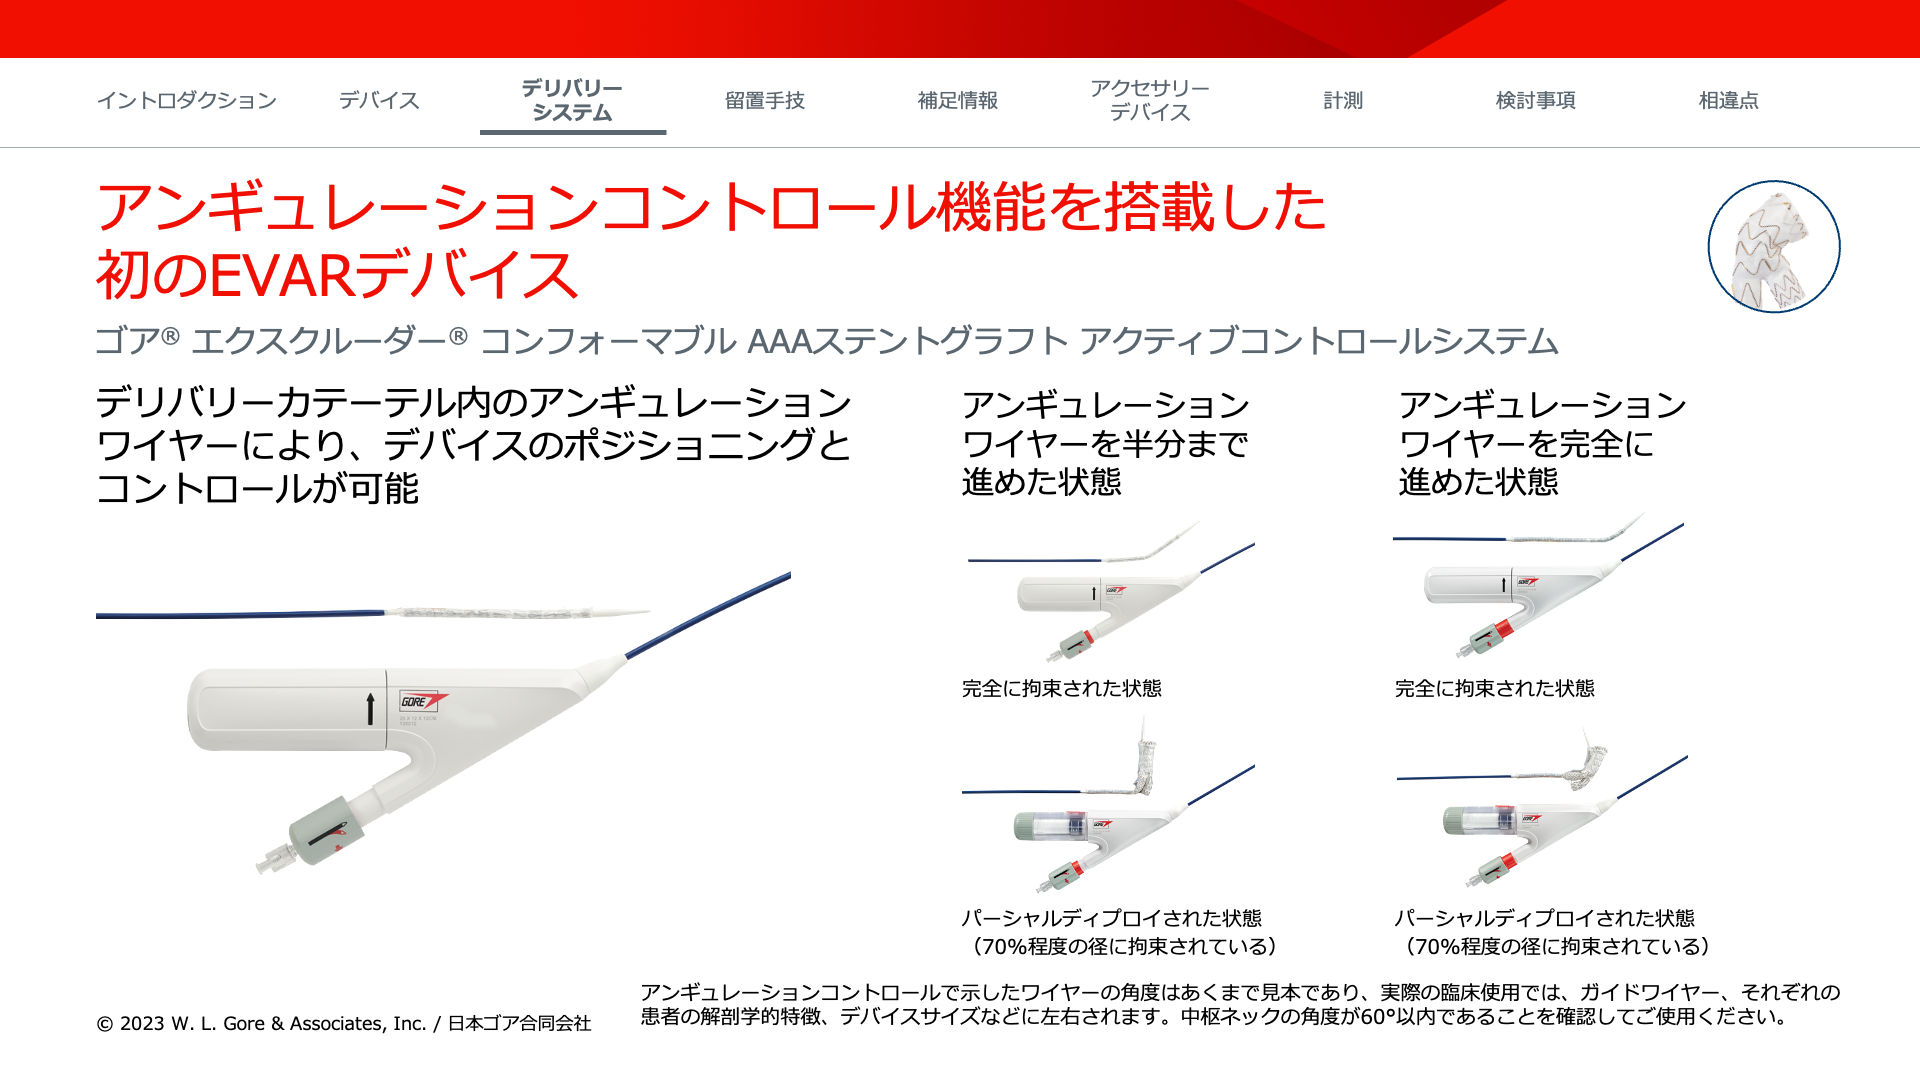 イントロダクション
デバイス
デリバリー
システム
留置手技
補足情報
アクセサリー
デバイス
計測
検討事項
相違点
アンギュレーションコントロール機能を搭載した
初のEVARデバイス
ゴア® エクスクルーダー® コンフォーマブル AAAステントグラフト アクティブコントロールシステム
デリバリーカテーテル内のアンギュレーション
ワイヤーにより、デバイスのポジショニングと
コントロールが可能
GORE
アンギュレーション
ワイヤーを半分まで
進めた状態
GORE
完全に拘束された状態
GORE
パーシャルディプロイされた状態
（70%程度の径に拘束されている）
アンギュレーション
ワイヤーを完全に
進めた状態
GORE
完全に拘束された状態
GORE
パーシャルディプロイされた状態
（70%程度の径に拘束されている）
アンギュレーションコントロールで示したワイヤーの角度はあくまで見本であり、実際の臨床使用では、ガイドワイヤー、それぞれの
患者の解剖学的特徴、デバイスサイズなどに左右されます。中枢ネックの角度が60°以内であることを確認してご使用ください。
© 2023 W. L. Gore & Associates, Inc. / 日本ゴア合同会社